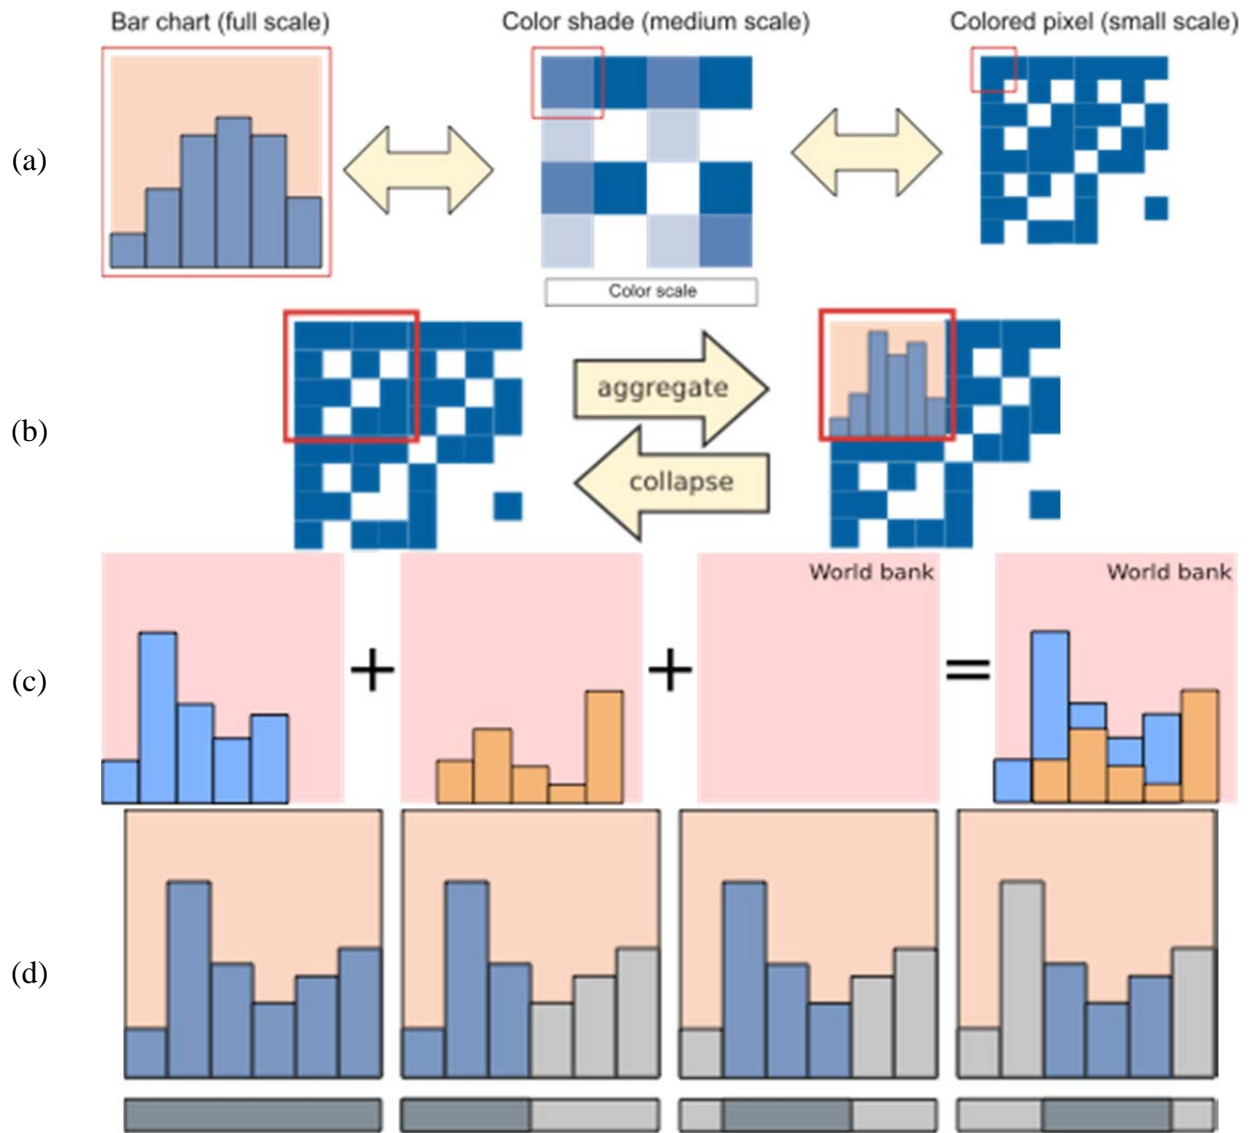 Bar chart (full scale)
Color shade (medium scale)
Colored pixel (small scale)
(a)
Color scale
(b)
aggregate
collapse
World bank
World bank
(c)
(d)